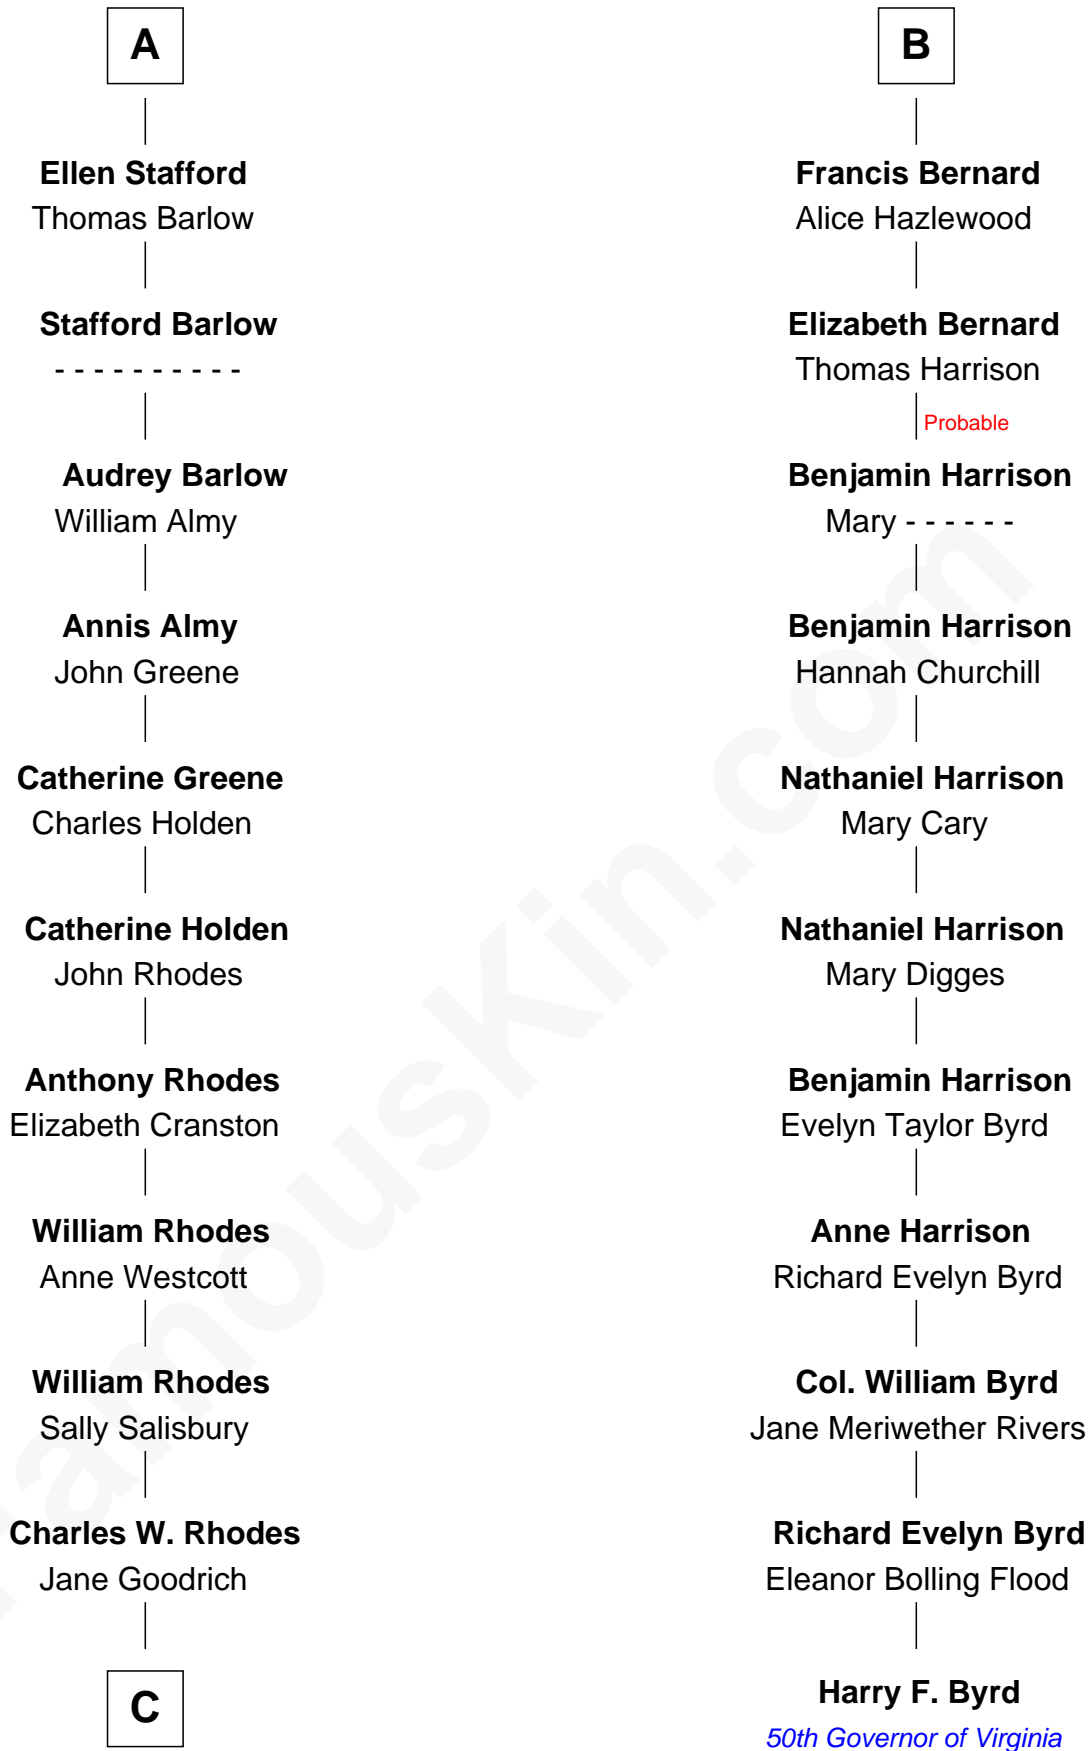 A
Ellen Stafford
Thomas Barlow
Stafford Barlow
- - - - - - - - - -
Audrey Barlow
William Almy
Annis Almy
John Greene
Catherine Greene
Charles Holden
Catherine Holden
John Rhodes
Anthony Rhodes
Elizabeth Cranston
William Rhodes
Anne Westcott
William Rhodes
Sally Salisbury
Charles W. Rhodes
Jane Goodrich
C
B
Francis Bernard
Alice Hazlewood
Elizabeth Bernard
Thomas Harrison
Probable
Benjamin Harrison
Mary - - - - - -
Benjamin Harrison
Hannah Churchill
Nathaniel Harrison
Mary Cary
Nathaniel Harrison
Mary Digges
Benjamin Harrison
Evelyn Taylor Byrd
Anne Harrison
Richard Evelyn Byrd
Col. William Byrd
Jane Meriwether Rivers
Richard Evelyn Byrd
Eleanor Bolling Flood
Harry F. Byrd
50th Governor of Virginia
FamousKin.com